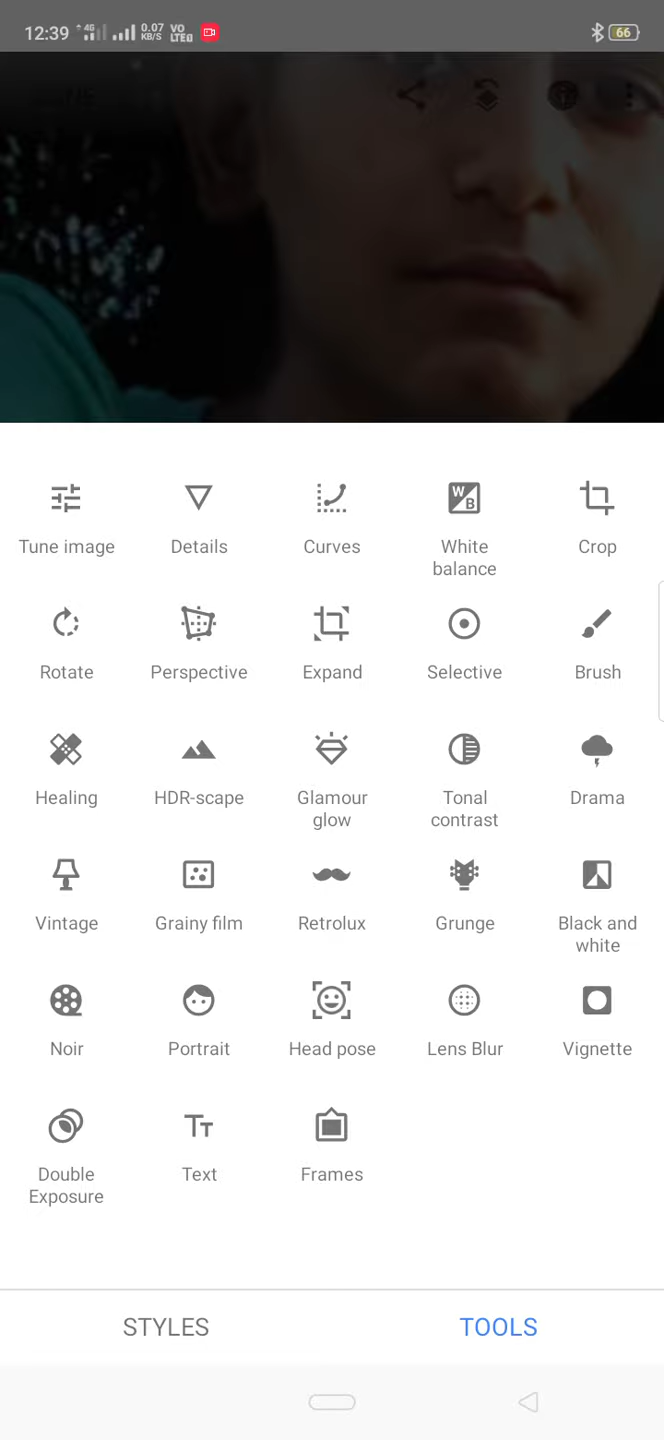 12:39 4G 0.07 KB/S VO LTE 66
Tune image Details Curves White balance Crop
Rotate Perspective Expand Selective Brush
Healing HDR-scape Glamour glow Tonal contrast Drama
Vintage Grainy film Retrolux Grunge Black and white
Noir Portrait Head pose Lens Blur Vignette
Double Exposure Text Frames
STYLES TOOLS